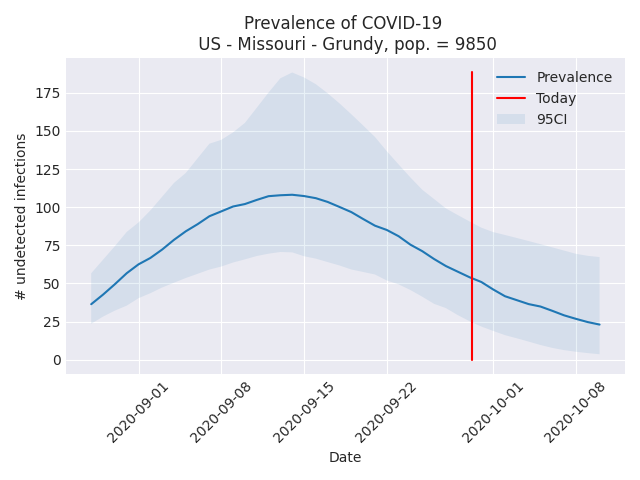 Prevalence of COVID-19
US - Missouri - Grundy, pop. = 9850
Prevalence
Today
95CI
# undetected infections
175
150
125
100
75
50
25
0
2020-09-01
2020-09-08
2020-09-15
2020-09-22
2020-10-01
2020-10-08
Date